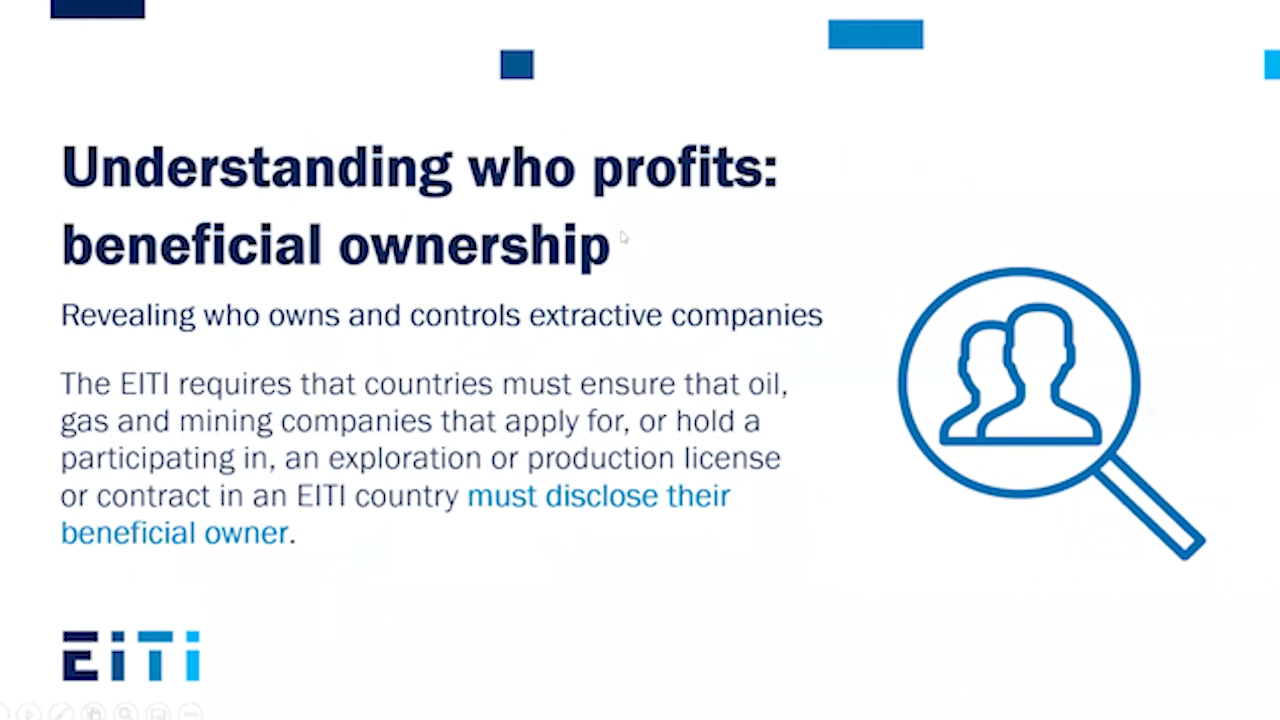 Understanding who profits:
beneficial ownership
Revealing who owns and controls extractive companies
The EITI requires that countries must ensure that oil,
gas and mining companies that apply for, or hold a
participating in, an exploration or production license
or contract in an EITI country must disclose their
beneficial owner.
EiTi